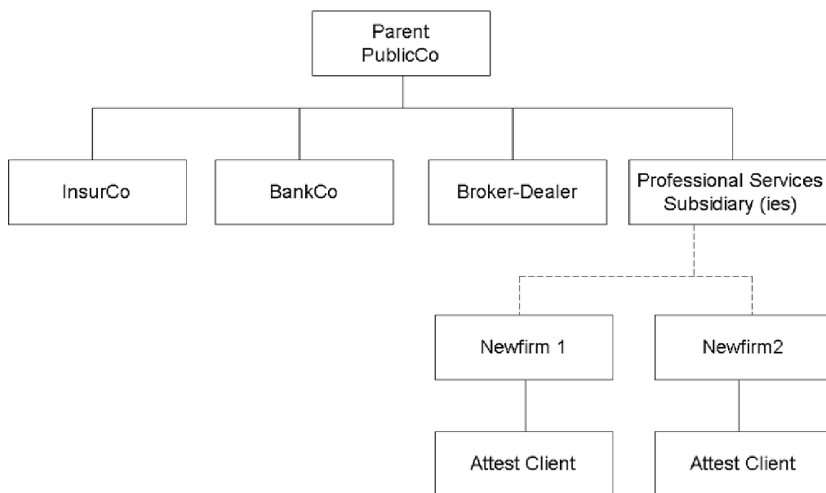 Parent
PublicCo
InsurCo
BankCo
Broker-Dealer
Professional Services
Subsidiary (ies)
Newfirm 1
Newfirm2
Attest Client
Attest Client